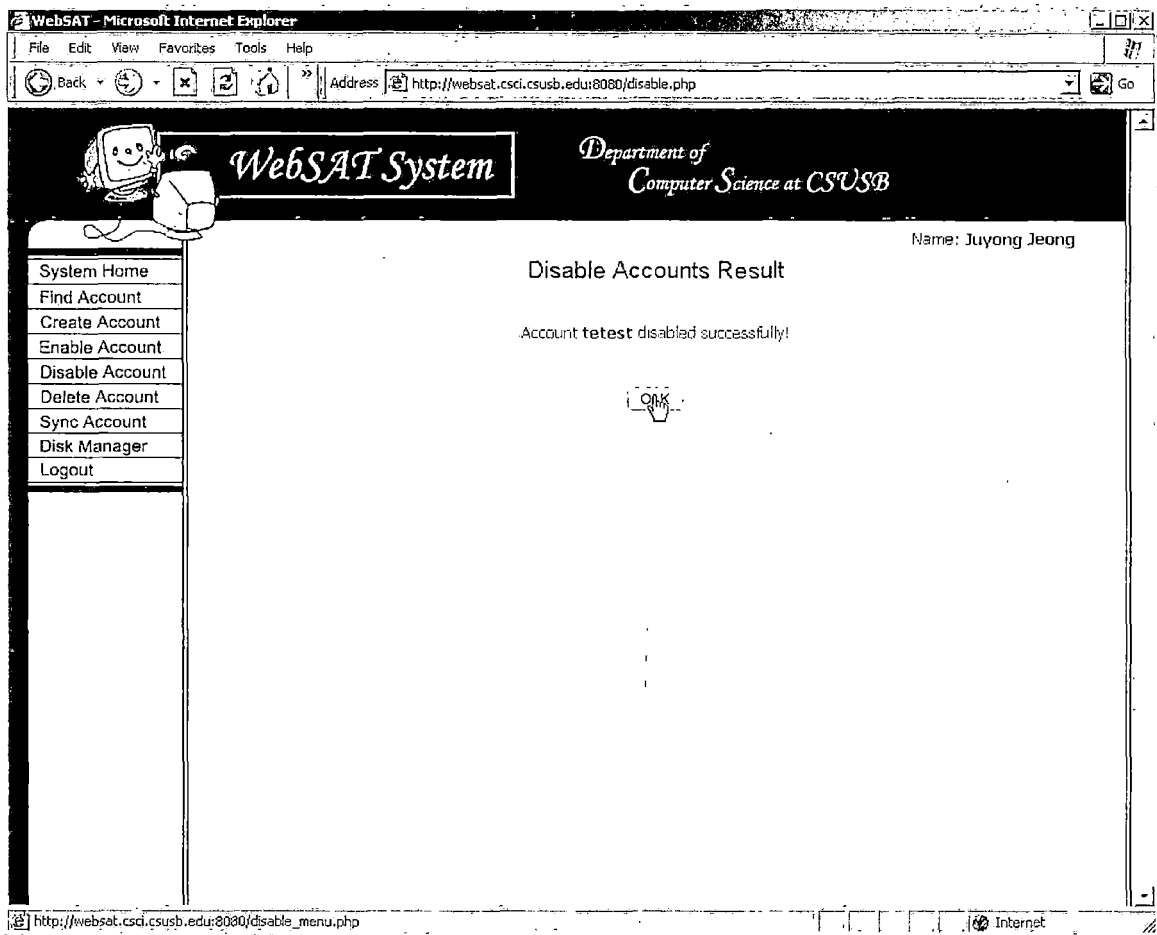 WebSAT - Microsoft Internet Explorer
File Edit View Favorites Tools Help
Back » Address http://websat.csci.csusb.edu:8080/disable.php Go
WebSAT System
Department of
Computer Science at CSUSB
Name: Juyong Jeong
System Home
Find Account
Create Account
Enable Account
Disable Account
Delete Account
Sync Account
Disk Manager
Logout
Disable Accounts Result
Account tetest disabled successfully!
http://websat.csci.csusb.edu:8080/disable_menu.php Internet